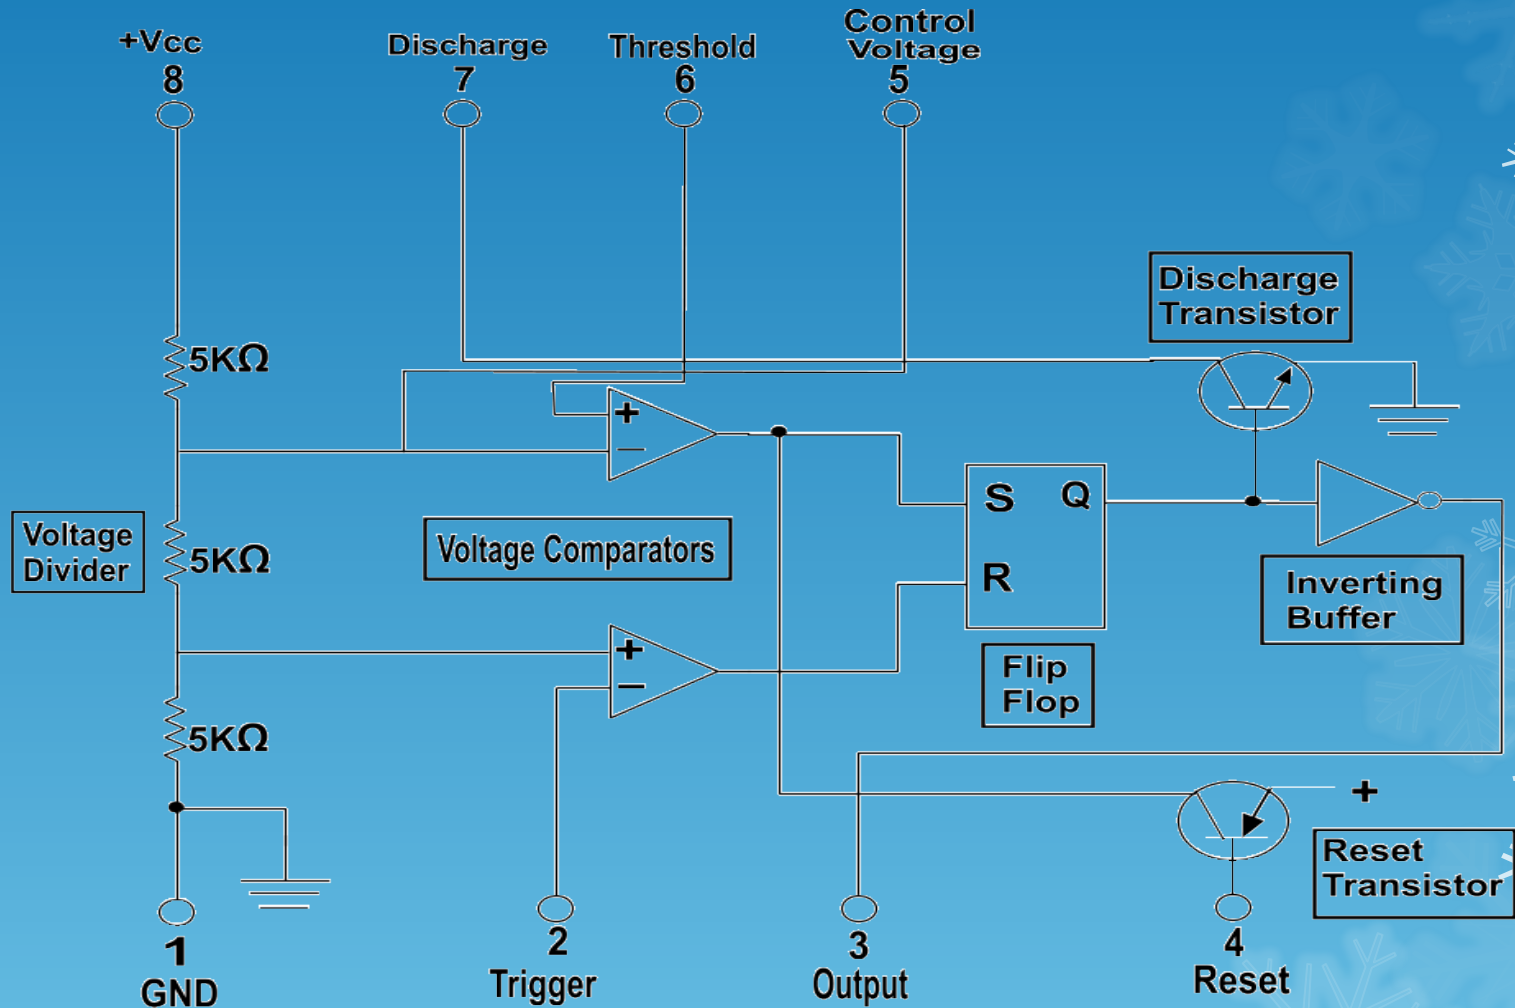 +Vcc
8
Discharge
7
Threshold
6
Control
Voltage
5
Discharge
Transistor
5KΩ
+
–
S
Q
Voltage
Divider
5KΩ
Voltage Comparators
R
Inverting
Buffer
+
–
Flip
Flop
5KΩ
+
Reset
Transistor
1
GND
2
Trigger
3
Output
4
Reset